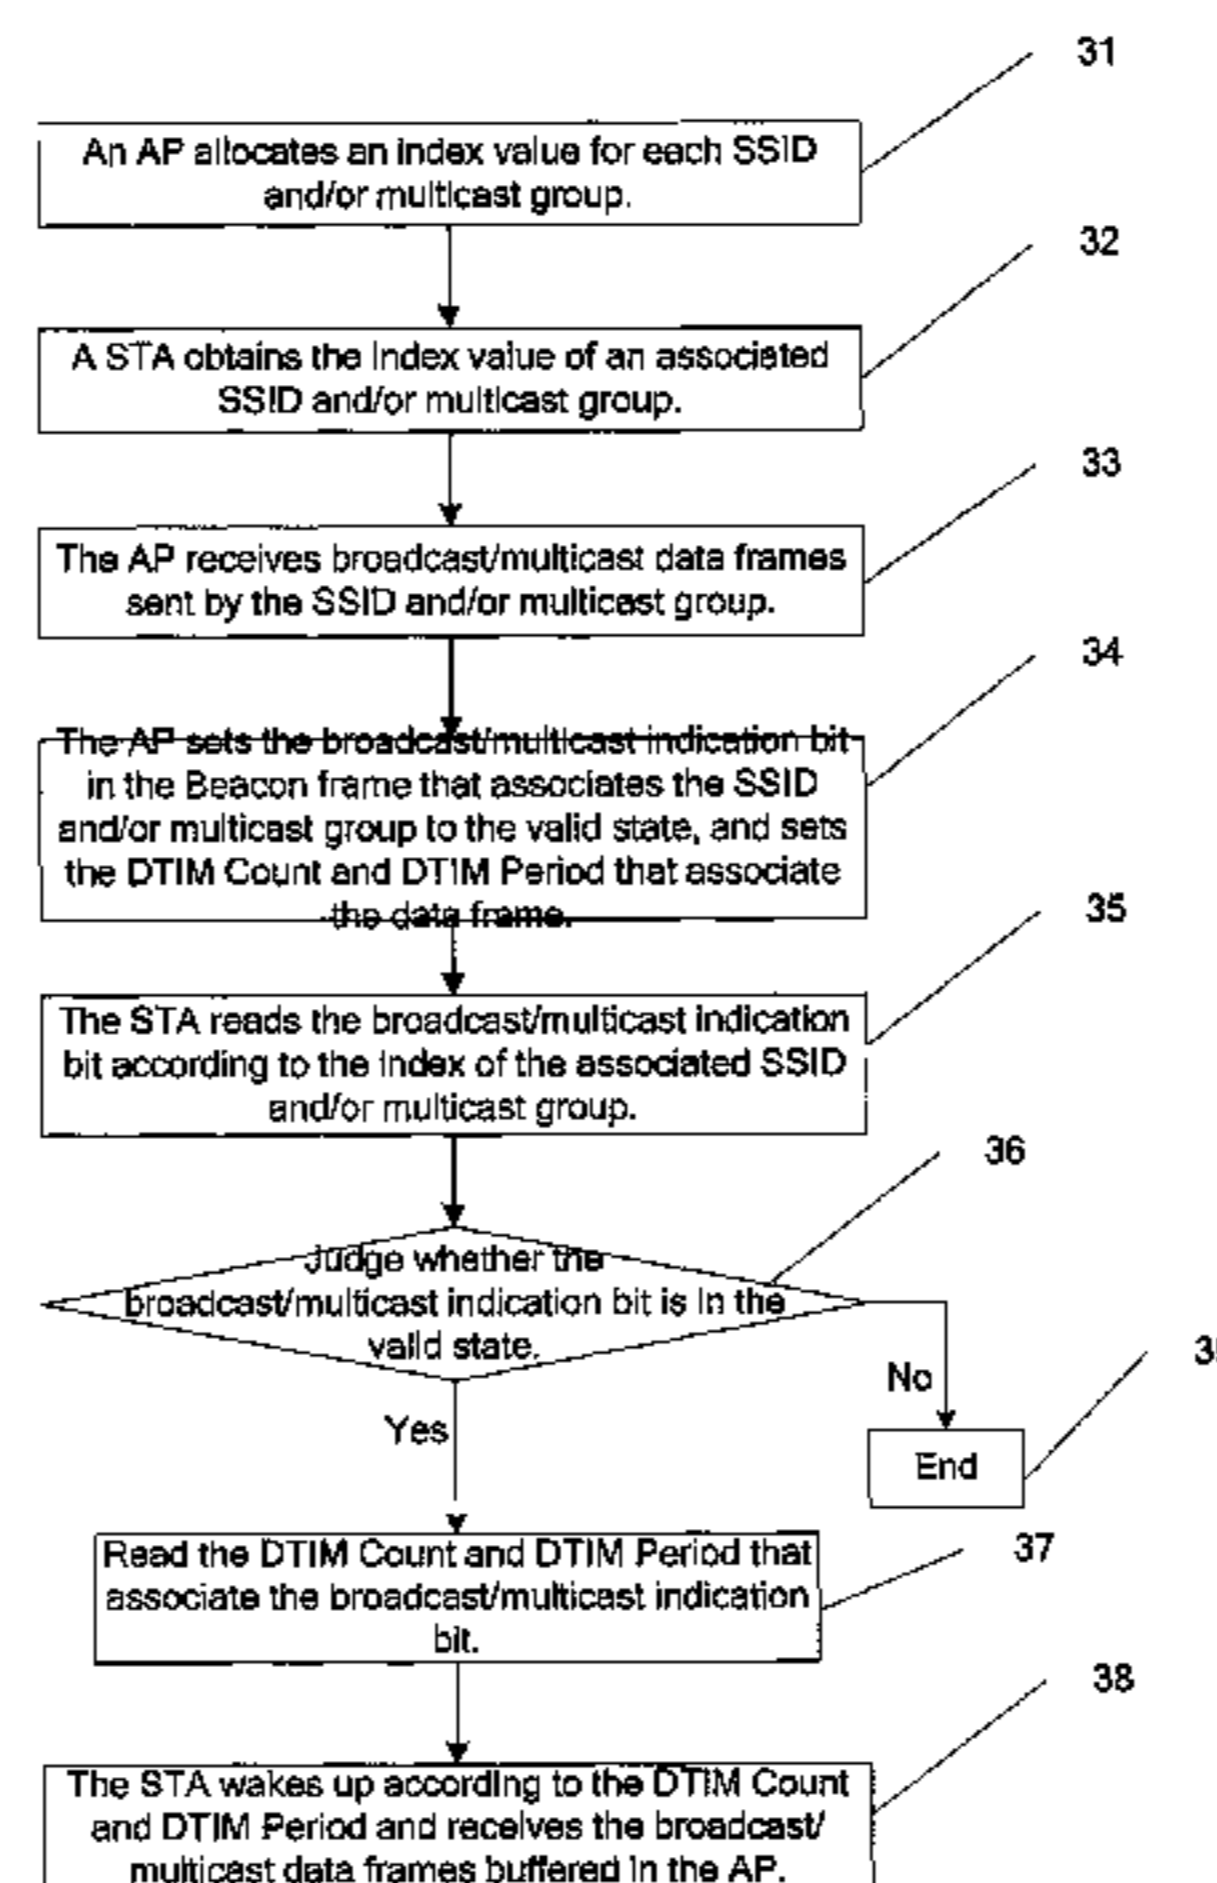 31
An AP allocates an index value for each SSID
and/or multicast group.
32
A STA obtains the index value of an associated
SSID and/or multicast group.
33
The AP receives broadcast/multicast data frames
sent by the SSID and/or multicast group.
34
The AP sets the broadcast/multicast indication bit
in the Beacon frame that associates the SSID
and/or multicast group to the valid state, and sets
the DTIM Count and DTIM Period that associate
the data frame.
35
The STA reads the broadcast/multicast indication
bit according to the index of the associated SSID
and/or multicast group.
36
Judge whether the
broadcast/multicast indication bit is in the
valid state.
No
Yes
End
37
Read the DTIM Count and DTIM Period that
associate the broadcast/multicast indication
bit.
38
The STA wakes up according to the DTIM Count
and DTIM Period and receives the broadcast/
multicast data frames buffered in the AP.